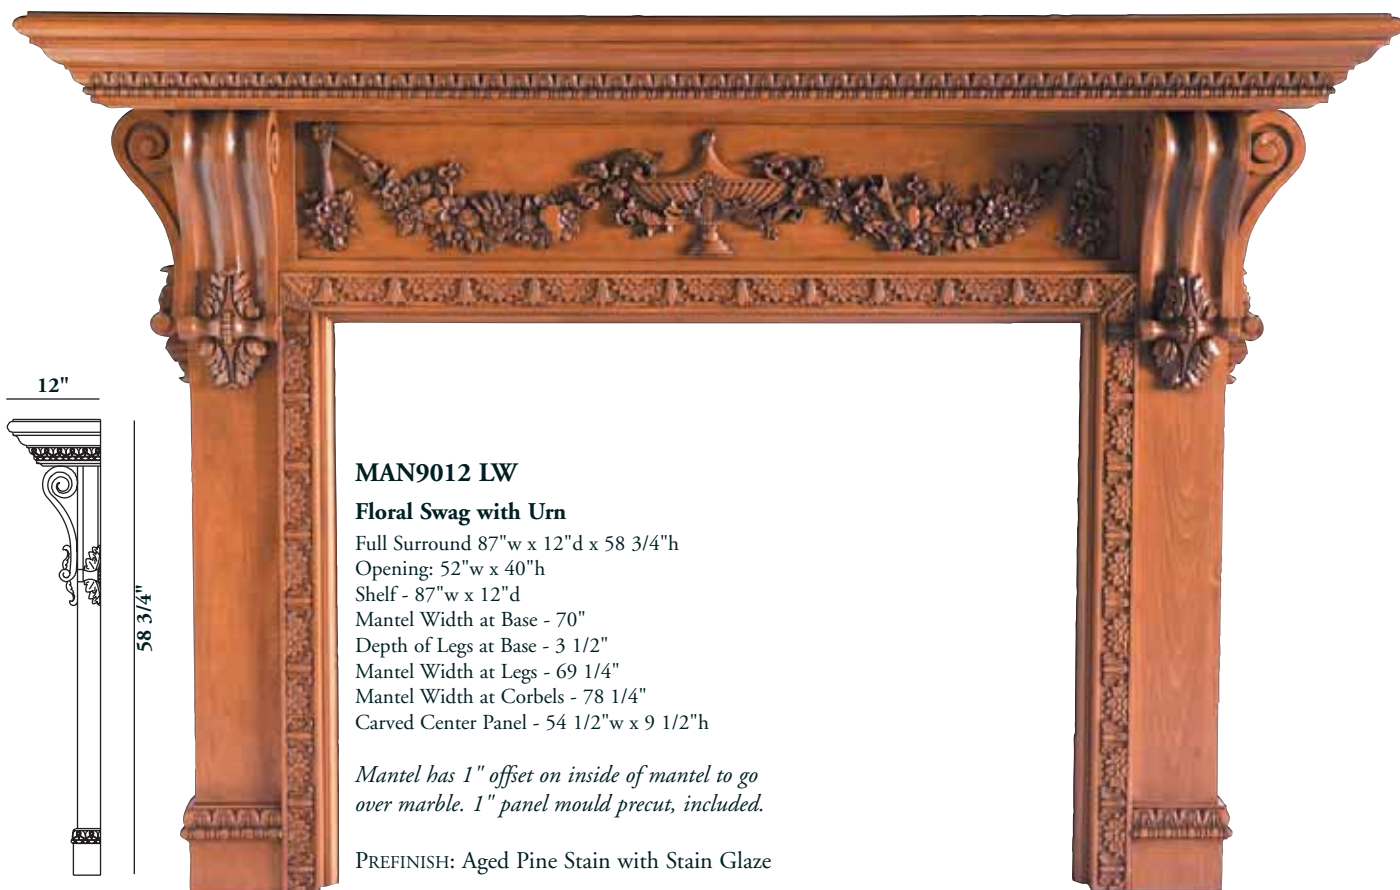 12"
58 3/4"
MAN9012 LW
Floral Swag with Urn
Full Surround 87"w x 12"d x 58 3/4"h
Opening: 52"w x 40"h
Shelf - 87"w x 12"d
Mantel Width at Base - 70"
Depth of Legs at Base - 3 1/2"
Mantel Width at Legs - 69 1/4"
Mantel Width at Corbels - 78 1/4"
Carved Center Panel - 54 1/2"w x 9 1/2"h
Mantel has 1" offset on inside of mantel to go
over marble. 1" panel mould precut, included.
PREFINISH: Aged Pine Stain with Stain Glaze